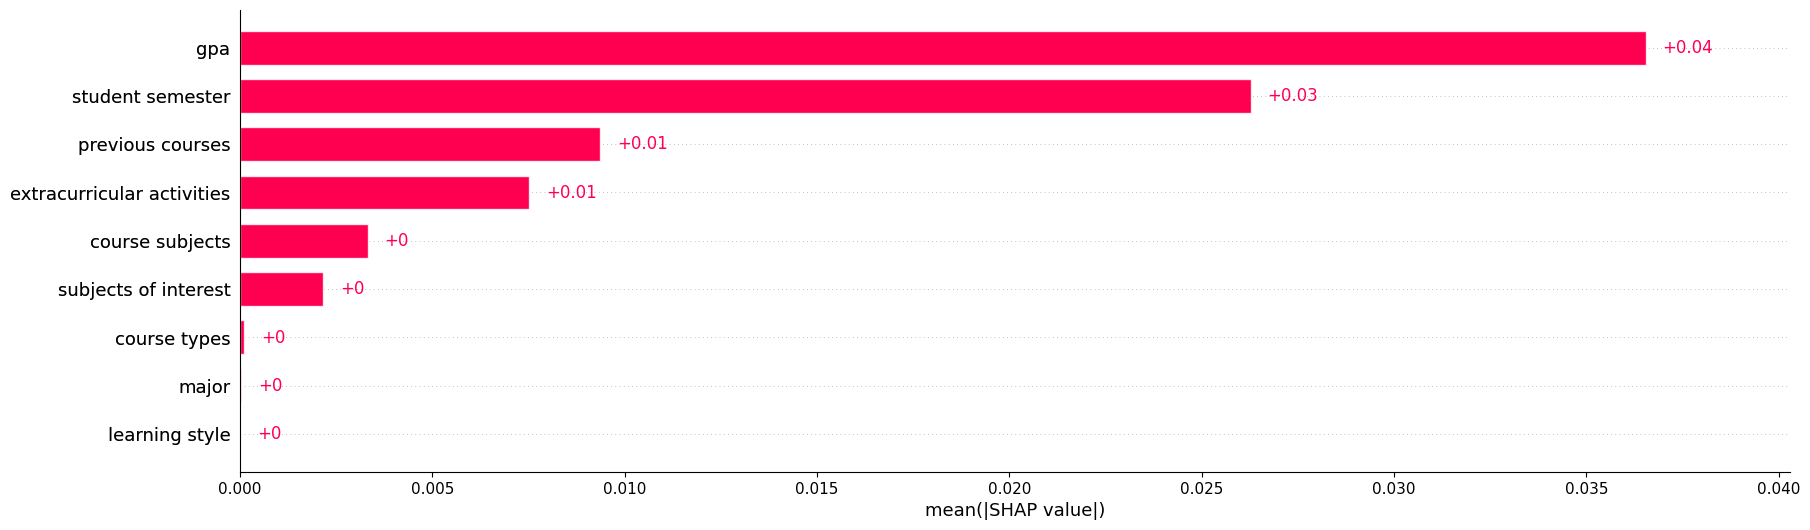 gpa +0.04
student semester +0.03
previous courses +0.01
extracurricular activities +0.01
course subjects +0
subjects of interest +0
course types +0
major +0
learning style +0
0.000 0.005 0.010 0.015 0.020 0.025 0.030 0.035 0.040
mean(|SHAP value|)